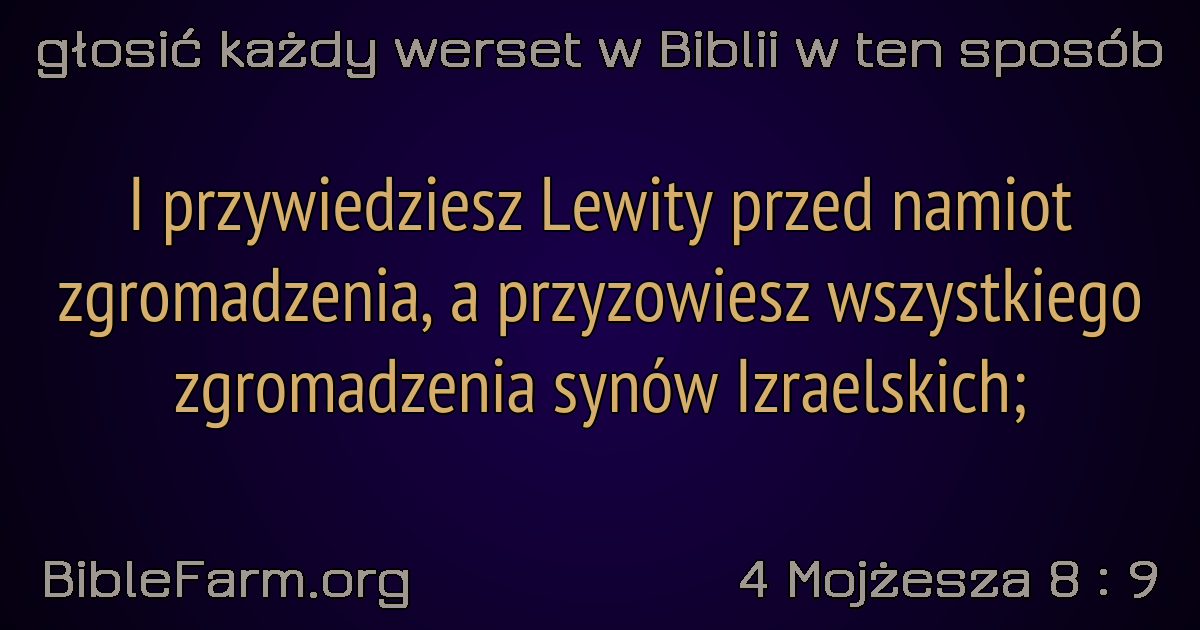 głosić każdy werset w Biblii w ten sposób
I przywiedziesz Lewity przed namiot
zgromadzenia, a przyzowiesz wszystkiego
zgromadzenia synów Izraelskich;
BibleFarm.org
4 Mojżesza 8 : 9